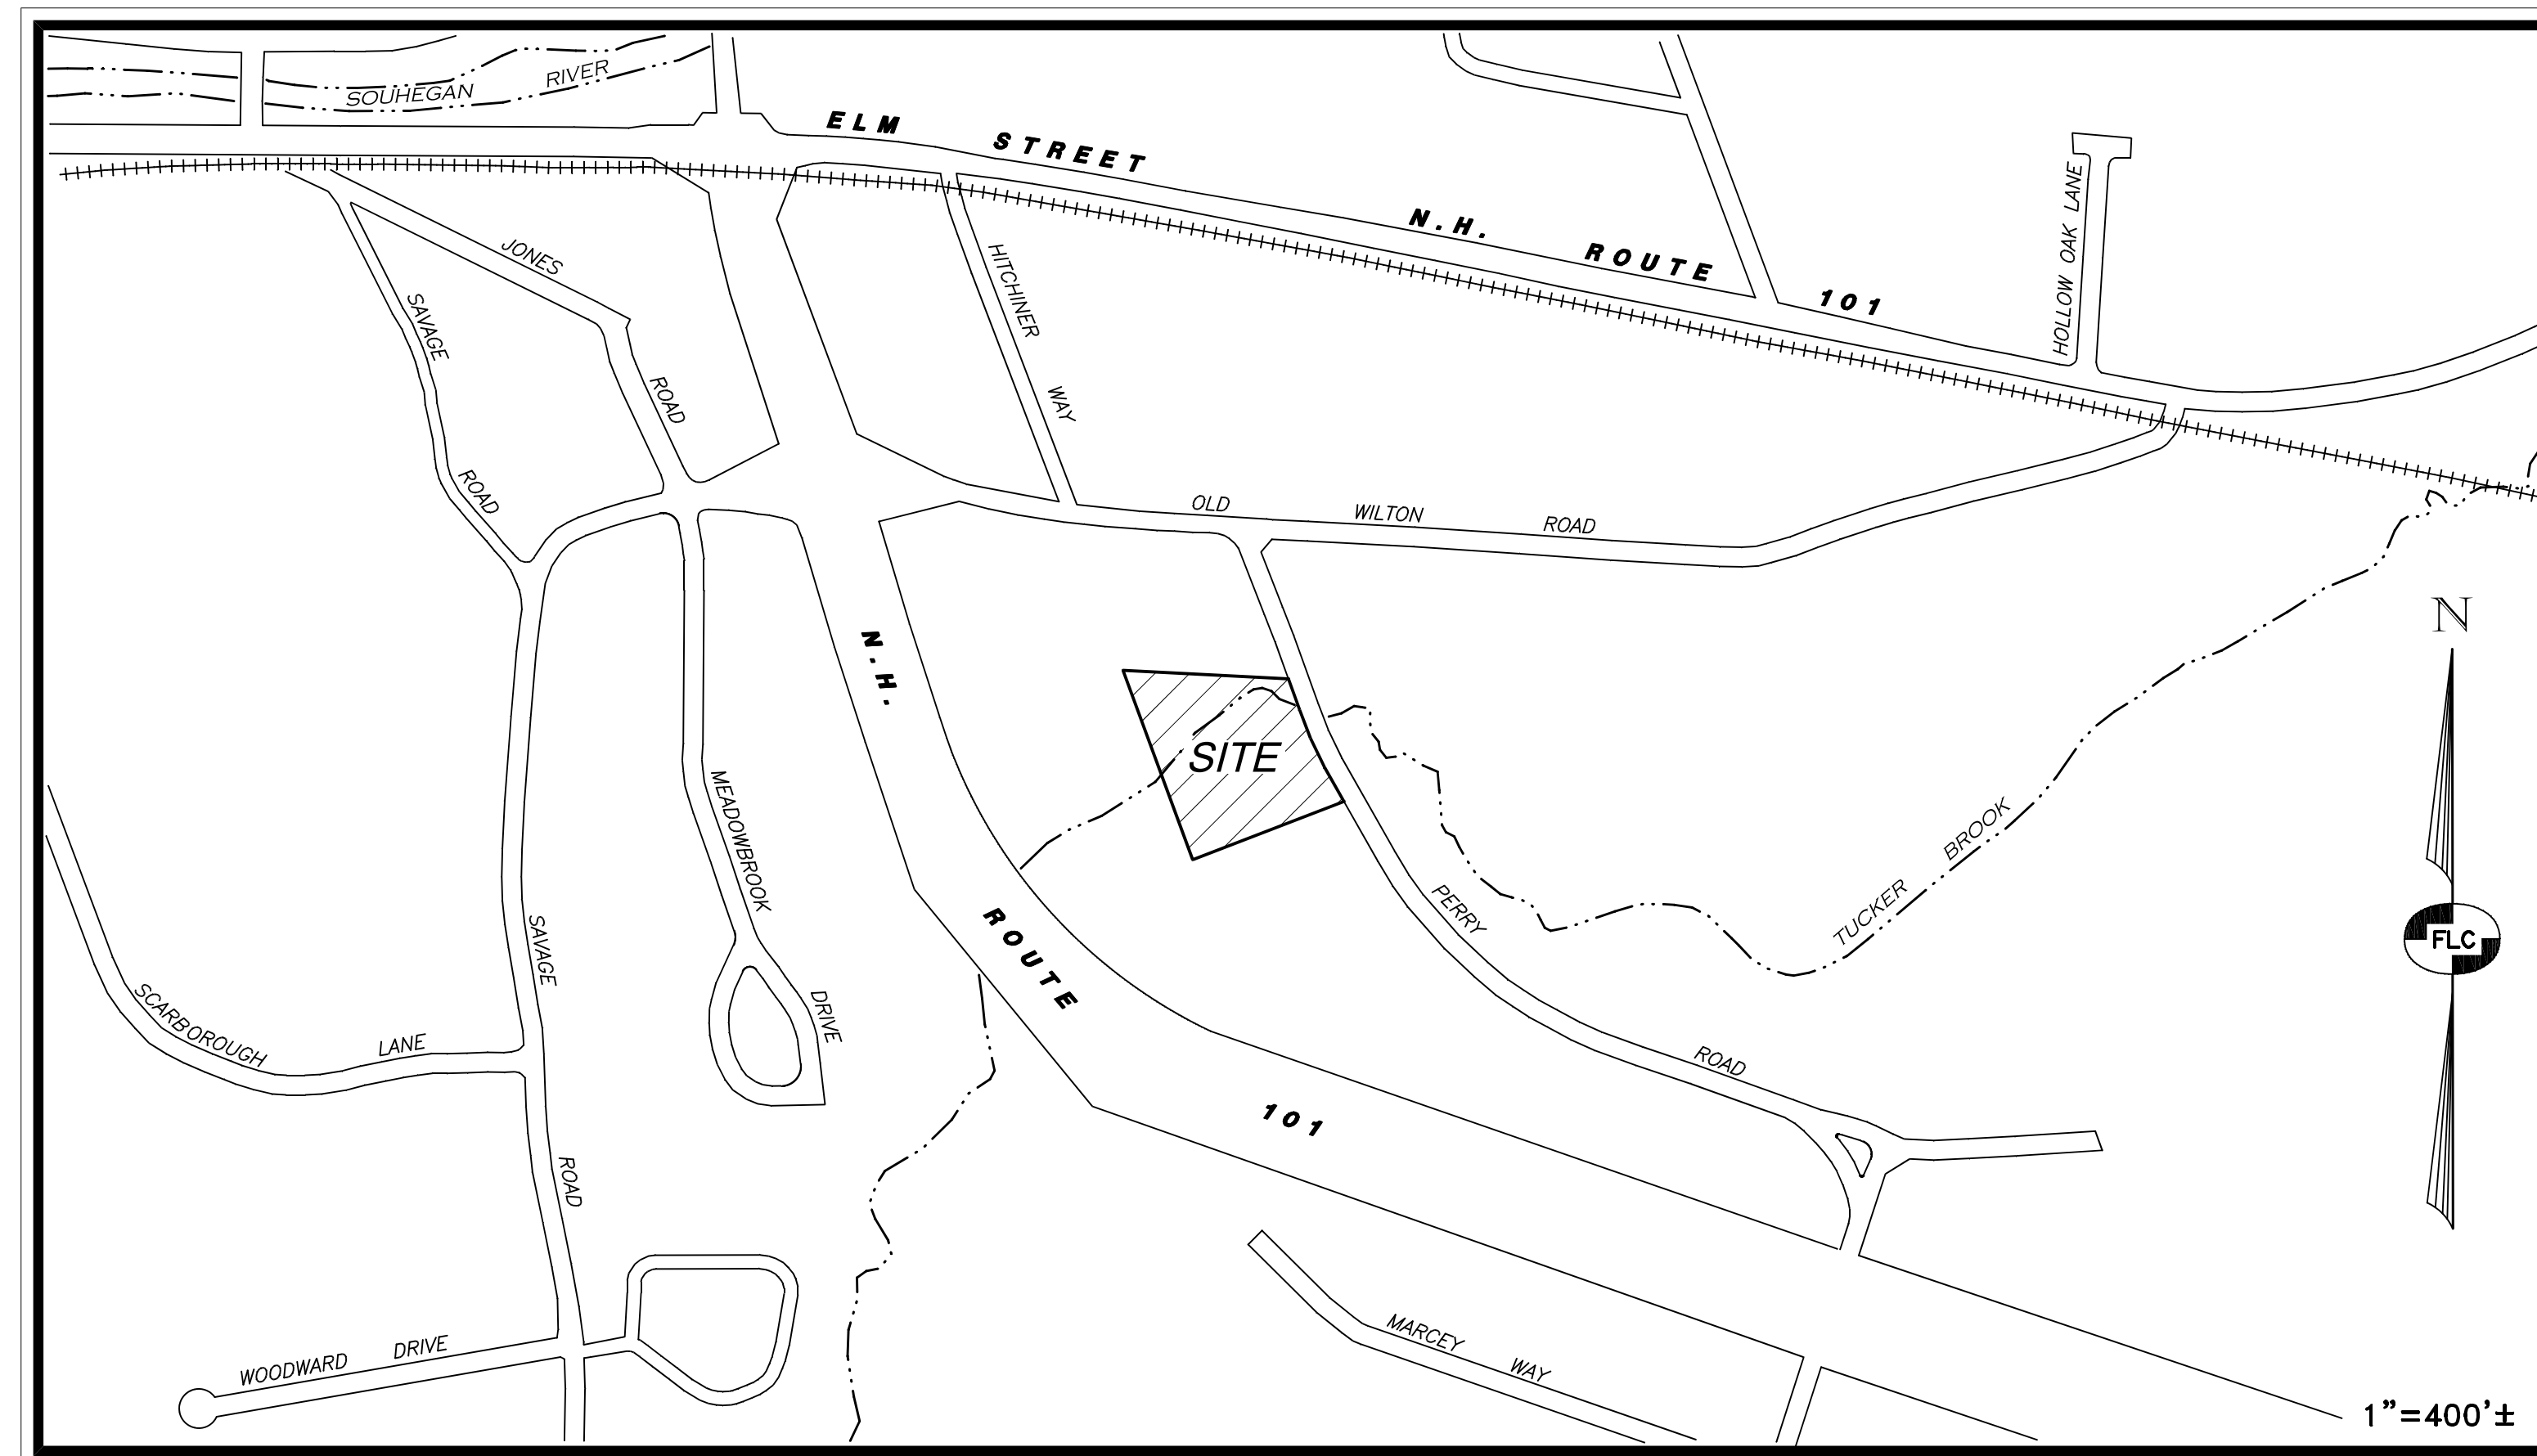 SOUHEGAN RIVER
ELM STREET
N.H. ROUTE 101
HOLLOW OAK LANE
JONES ROAD
SAVAGE ROAD
HITCHINER WAY
OLD WILTON ROAD
N
N.H. ROUTE 101
SITE
MEADOWBROOK DRIVE
TUCKER BROOK
PERRY ROAD
FLC
SAVAGE ROAD
SCARBOROUGH LANE
MARCEY WAY
WOODWARD DRIVE
1"=400'±